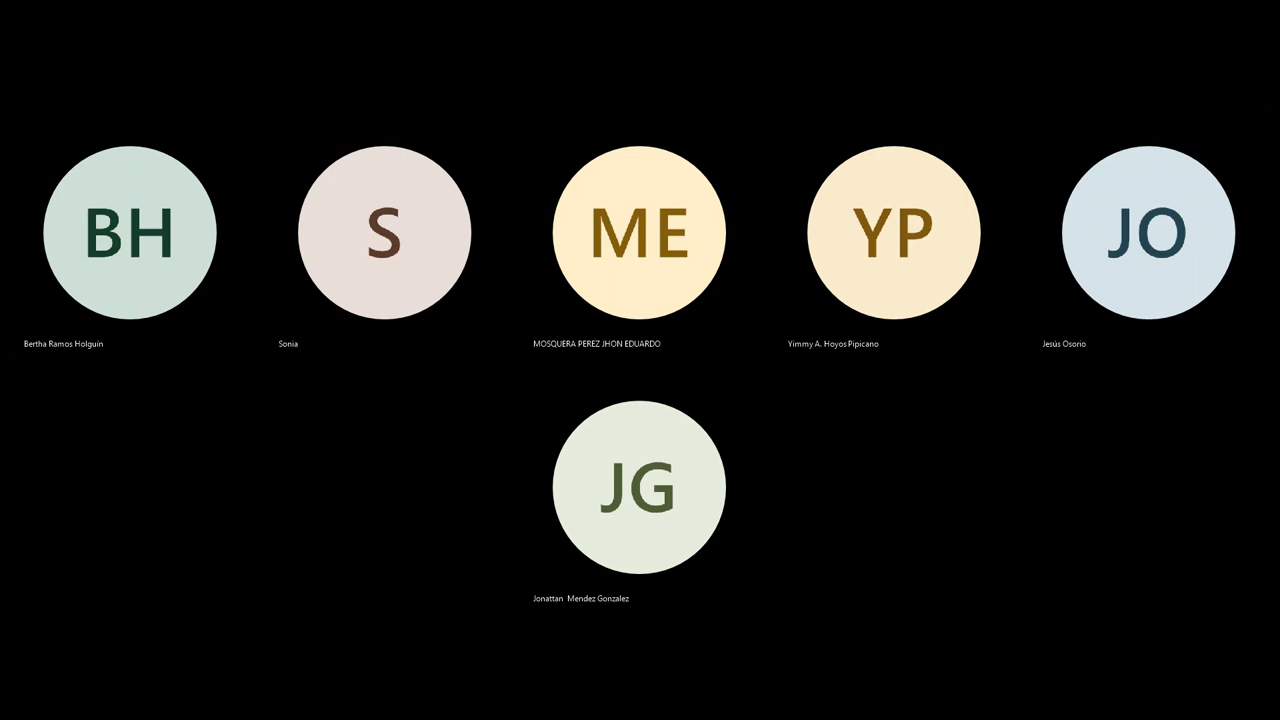 BH
S
ME
YP
JO
Bertha Ramos Holguín
Sonia
MOSQUERA PEREZ JHON EDUARDO
Yimmy A. Hoyos Pipicano
Jesús Osorio
JG
Jonattan  Mendez Gonzalez